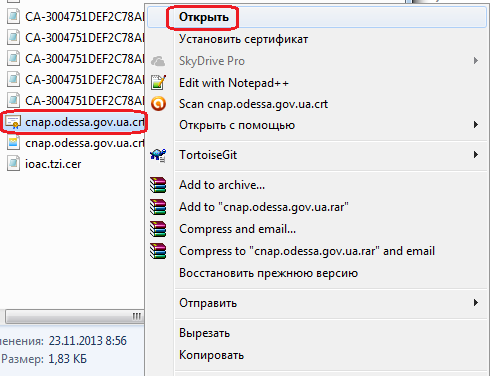 CA-3004751DEF2C78A
CA-3004751DEF2C78A
CA-3004751DEF2C78A
CA-3004751DEF2C78A
CA-3004751DEF2C78A
cnap.odessa.gov.ua.crt
cnap.odessa.gov.ua.crt
ioac.tzi.cer
Открыть
Установить сертификат
SkyDrive Pro
Edit with Notepad++
Scan cnap.odessa.gov.ua.crt
Открыть с помощью
TortoiseGit
Add to archive...
Add to "cnap.odessa.gov.ua.rar"
Compress and email...
Compress to "cnap.odessa.gov.ua.rar" and email
Восстановить прежнюю версию
Отправить
Вырезать
Копировать
енения: 23.11.2013 8:56
Размер: 1,83 КБ